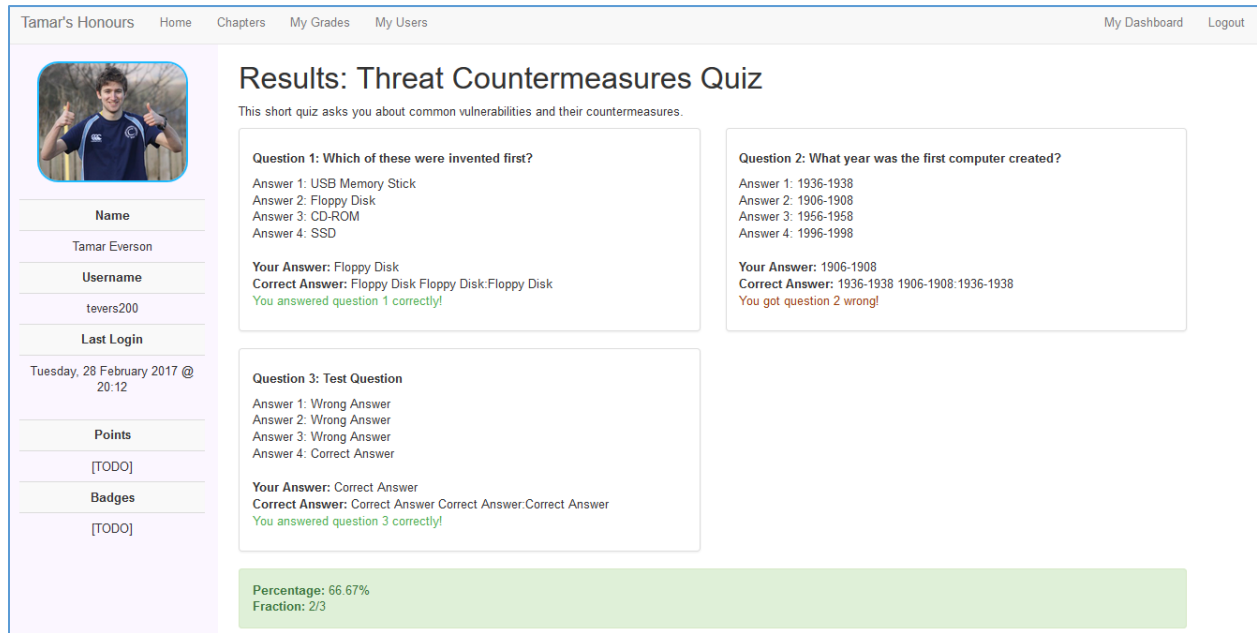 Tamar's Honours Home Chapters My Grades My Users My Dashboard Logout
Name
Tamar Everson
Username
tevers200
Last Login
Tuesday, 28 February 2017 @
20:12
Points
[TODO]
Badges
[TODO]
Results: Threat Countermeasures Quiz
This short quiz asks you about common vulnerabilities and their countermeasures.
Question 1: Which of these were invented first?
Answer 1: USB Memory Stick
Answer 2: Floppy Disk
Answer 3: CD-ROM
Answer 4: SSD
Your Answer: Floppy Disk
Correct Answer: Floppy Disk Floppy Disk:Floppy Disk
You answered question 1 correctly!
Question 2: What year was the first computer created?
Answer 1: 1936-1938
Answer 2: 1906-1908
Answer 3: 1956-1958
Answer 4: 1996-1998
Your Answer: 1906-1908
Correct Answer: 1936-1938 1906-1908:1936-1938
You got question 2 wrong!
Question 3: Test Question
Answer 1: Wrong Answer
Answer 2: Wrong Answer
Answer 3: Wrong Answer
Answer 4: Correct Answer
Your Answer: Correct Answer
Correct Answer: Correct Answer Correct Answer:Correct Answer
You answered question 3 correctly!
Percentage: 66.67%
Fraction: 2/3